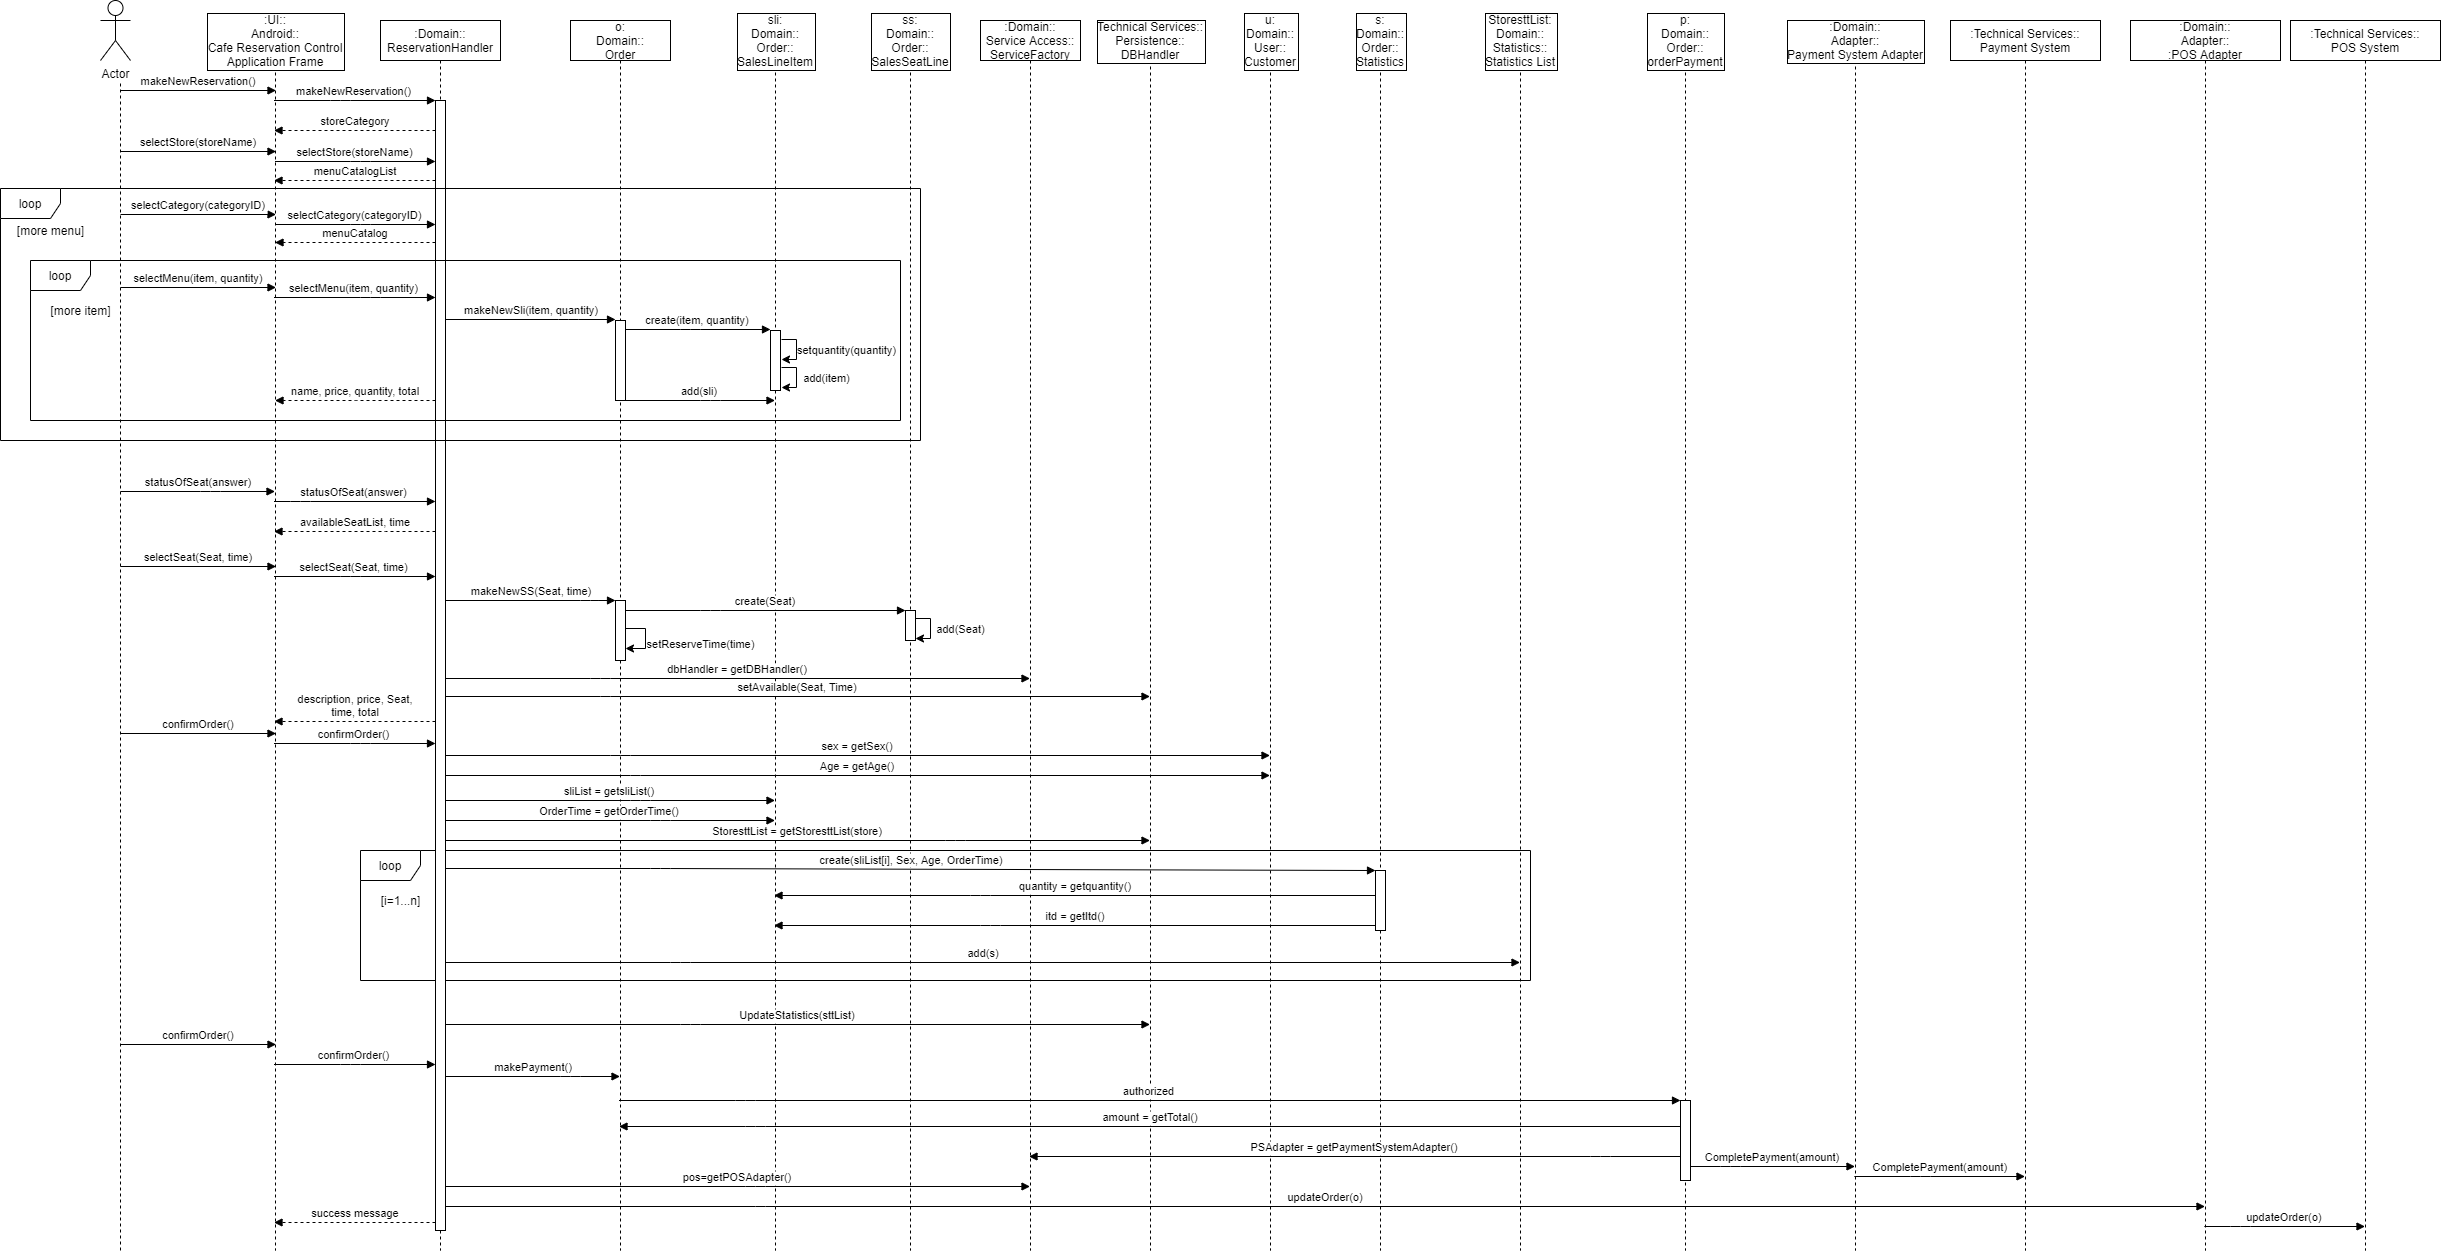 Actor
:UI::
Android::
Cafe Reservation Control
Application Frame
:Domain::
ReservationHandler
o:
Domain::
Order
sli:
Domain::
Order::
SalesLineItem
ss:
Domain::
Order::
SalesSeatLine
:Domain::
Service Access::
ServiceFactory
Technical Services::
Persistence::
DBHandler
u:
Domain::
User::
Customer
s:
Domain::
Order::
Statistics
StoresttList:
Domain::
Statistics::
Statistics List
p:
Domain::
Order::
orderPayment
:Domain::
Adapter::
Payment System Adapter
:Technical Services::
Payment System
:Domain::
Adapter::
:POS Adapter
:Technical Services::
POS System
makeNewReservation()
makeNewReservation()
storeCategory
selectStore(storeName)
selectStore(storeName)
menuCatalogList
loop
[more menu]
selectCategory(categoryID)
selectCategory(categoryID)
menuCatalog
loop
[more item]
selectMenu(item, quantity)
selectMenu(item, quantity)
makeNewSli(item, quantity)
create(item, quantity)
setquantity(quantity)
add(item)
name, price, quantity, total
add(sli)
statusOfSeat(answer)
statusOfSeat(answer)
availableSeatList, time
selectSeat(Seat, time)
selectSeat(Seat, time)
makeNewSS(Seat, time)
create(Seat)
add(Seat)
setReserveTime(time)
dbHandler = getDBHandler()
setAvailable(Seat, Time)
description, price, Seat,
time, total
confirmOrder()
confirmOrder()
sex = getSex()
Age = getAge()
sliList = getsliList()
OrderTime = getOrderTime()
StoresttList = getStoresttList(store)
loop
[i=1...n]
create(sliList[i], Sex, Age, OrderTime)
quantity = getquantity()
itd = getItd()
add(s)
UpdateStatistics(sttList)
confirmOrder()
confirmOrder()
makePayment()
authorized
amount = getTotal()
PSAdapter = getPaymentSystemAdapter()
CompletePayment(amount)
CompletePayment(amount)
pos=getPOSAdapter()
updateOrder(o)
success message
updateOrder(o)